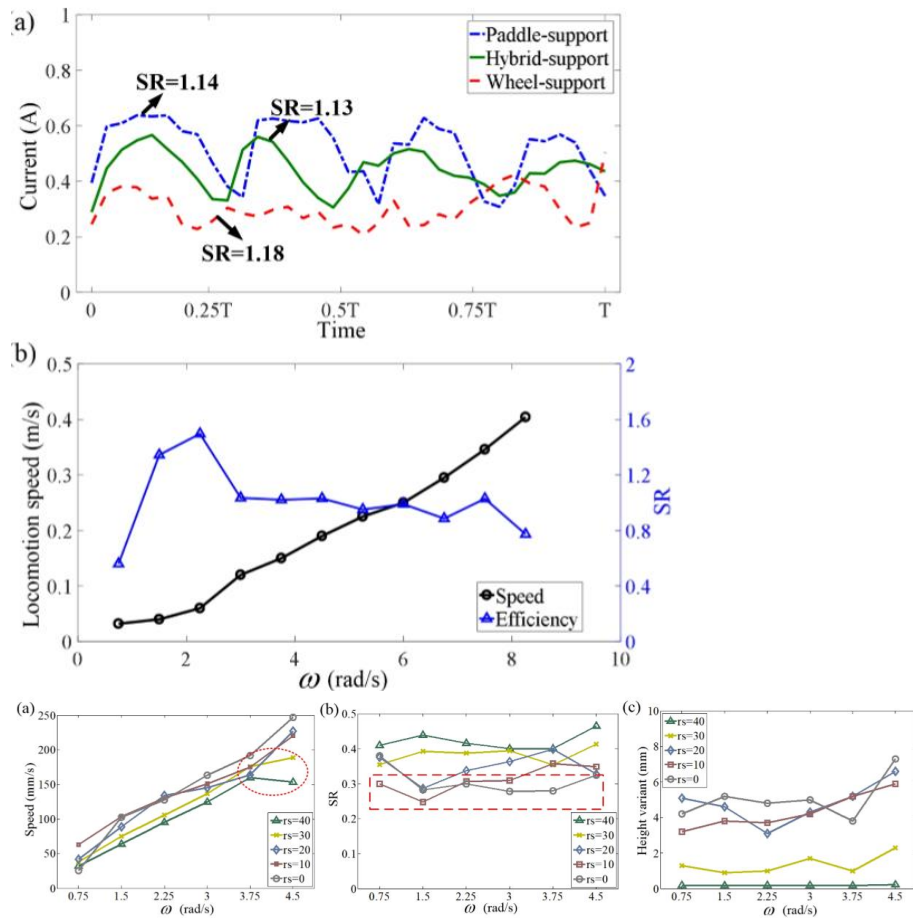 (a)
1
0.8
0.6
0.4
0.2
0
Current (A)
SR=1.14
SR=1.13
SR=1.18
Paddle-support
Hybrid-support
Wheel-support
0 0.25T 0.5T 0.75T T
Time
(b)
0.5
0.4
0.3
0.2
0.1
0
Locomotion speed (m/s)
2
1.6
1.2
0.8
0.4
0
SR
Speed
Efficiency
0 2 4 6 8 10
ω (rad/s)
(a)
250
200
150
100
50
0
Speed (mm/s)
rs=40
rs=30
rs=20
rs=10
rs=0
0.75 1.5 2.25 3 3.75 4.5
ω (rad/s)
(b)
0.5
0.4
0.3
0.2
0.1
0
SR
rs=40
rs=30
rs=20
rs=10
rs=0
0.75 1.5 2.25 3 3.75 4.5
ω (rad/s)
(c)
10
8
6
4
2
0
Height variant (mm)
rs=40
rs=30
rs=20
rs=10
rs=0
0.75 1.5 2.25 3 3.75 4.5
ω (rad/s)